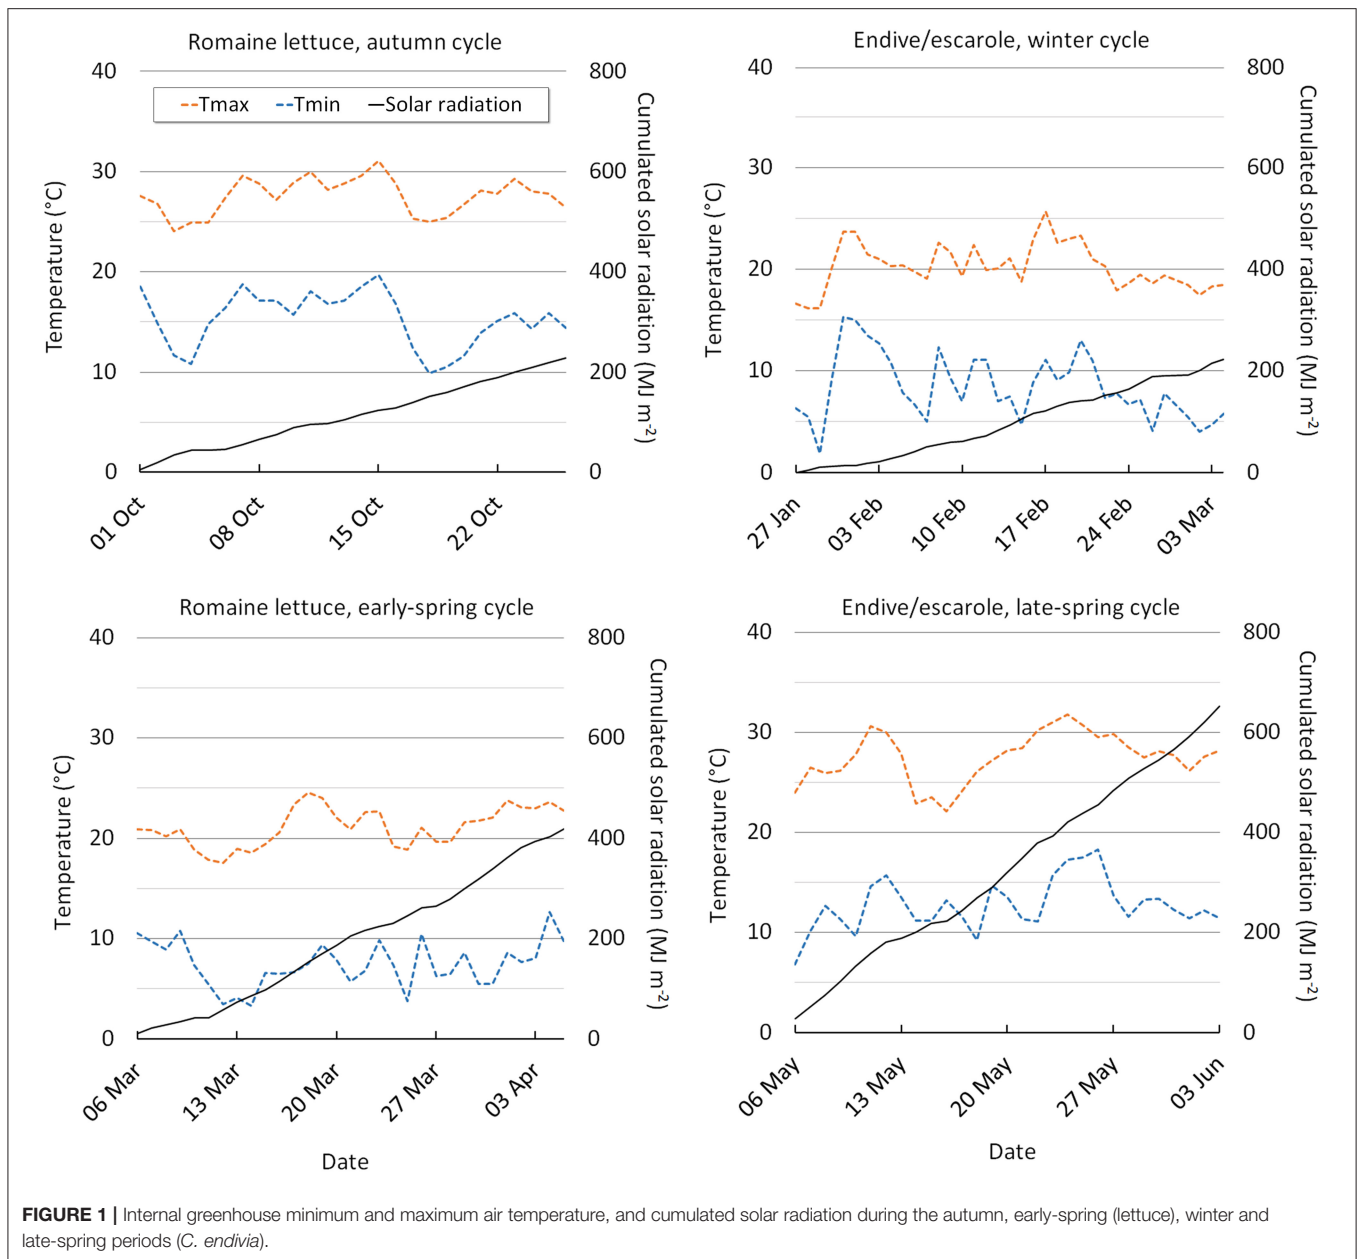 Romaine lettuce, autumn cycle
40
30
20
10
0
800
600
400
200
0
Tmax Tmin Solar radiation
Temperature (°C)
Cumulated solar radiation (MJ m-2)
01 Oct
08 Oct
15 Oct
22 Oct
Endive/escarole, winter cycle
40
30
20
10
0
800
600
400
200
0
Temperature (°C)
Cumulated solar radiation (MJ m-2)
27 Jan
03 Feb
10 Feb
17 Feb
24 Feb
03 Mar
Romaine lettuce, early-spring cycle
40
30
20
10
0
800
600
400
200
0
Temperature (°C)
Cumulated solar radiation (MJ m-2)
06 Mar
13 Mar
20 Mar
27 Mar
03 Apr
Date
Endive/escarole, late-spring cycle
40
30
20
10
0
800
600
400
200
0
Temperature (°C)
Cumulated solar radiation (MJ m-2)
06 May
13 May
20 May
27 May
03 Jun
Date
FIGURE 1 | Internal greenhouse minimum and maximum air temperature, and cumulated solar radiation during the autumn, early-spring (lettuce), winter and
late-spring periods (C. endivia).